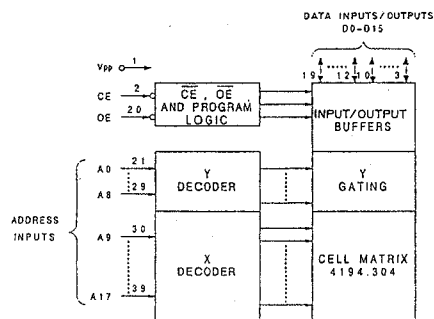 DATA INPUTS/OUTPUTS
D0-D15
19 12 10 3
Vpp 1
CE 2
OE 20
CE, OE
AND PROGRAM
LOGIC
INPUT/OUTPUT
BUFFERS
A0 21
A8 29
Y
DECODER
Y
GATING
ADDRESS
INPUTS
A9 30
A17 39
X
DECODER
CELL MATRIX
4194.304